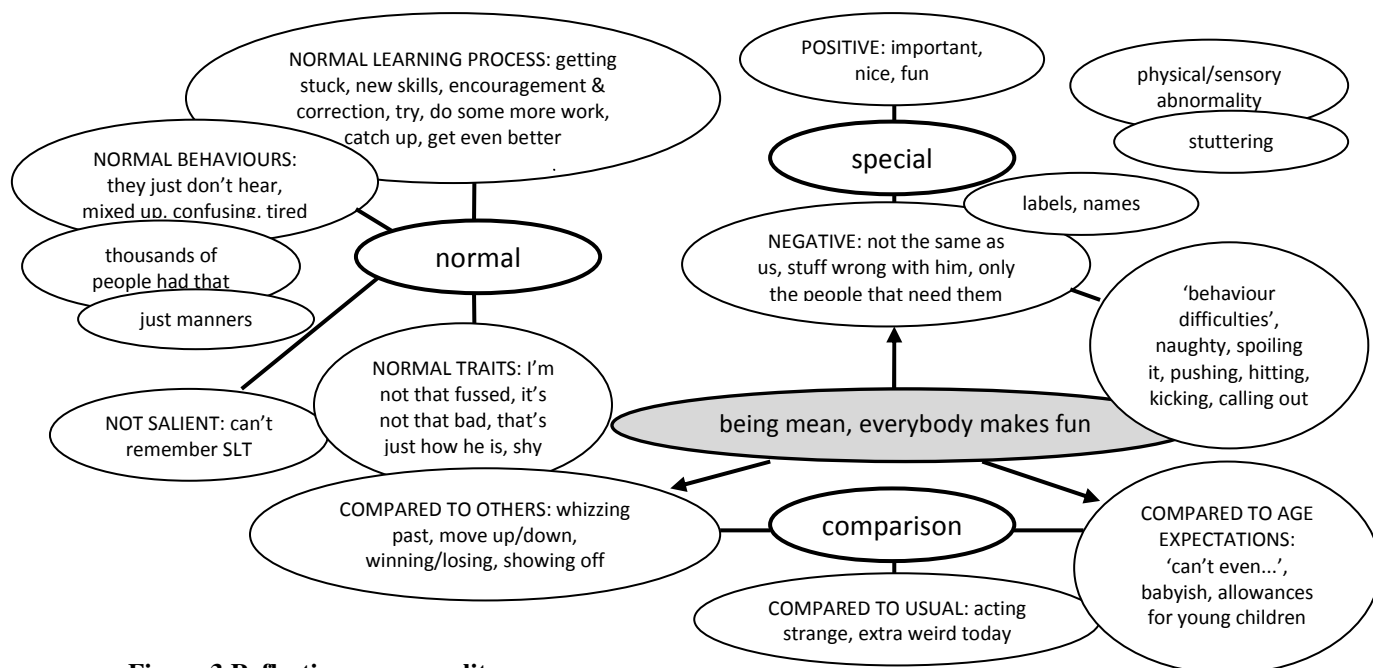 NORMAL LEARNING PROCESS: getting
stuck, new skills, encouragement &
correction, try, do some more work,
catch up, get even better
.
POSITIVE: important,
nice, fun
physical/sensory
abnormality
stuttering
special
NORMAL BEHAVIOURS:
they just don’t hear,
mixed up, confusing, tired
labels, names
thousands of
people had that
just manners
normal
NEGATIVE: not the same as
us, stuff wrong with him, only
the people that need them
‘behaviour
difficulties’,
naughty, spoiling
it, pushing, hitting,
kicking, calling out
NORMAL TRAITS: I’m
not that fussed, it’s
not that bad, that’s
just how he is, shy
NOT SALIENT: can’t
remember SLT
being mean, everybody makes fun
COMPARED TO OTHERS: whizzing
past, move up/down,
winning/losing, showing off
comparison
COMPARED TO AGE
EXPECTATIONS:
‘can’t even...’,
babyish, allowances
for young children
COMPARED TO USUAL: acting
strange, extra weird today